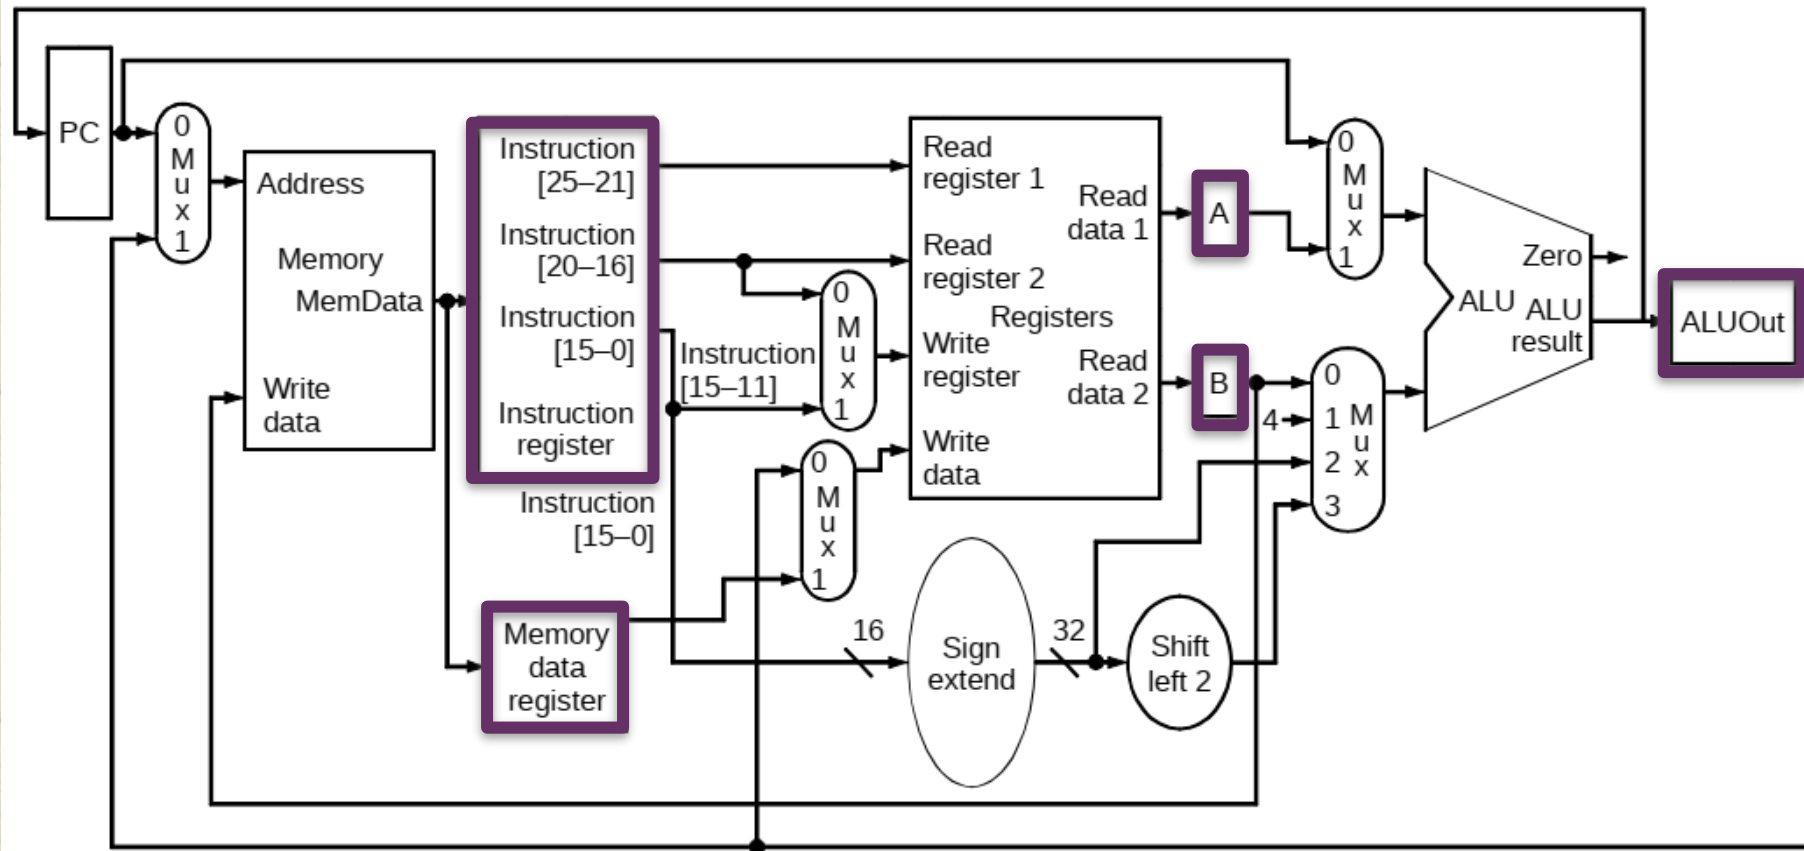 PC
0
M
u
x
1
Address
Memory
MemData
Write
data
Instruction
[25–21]
Instruction
[20–16]
Instruction
[15–0]
Instruction
register
Instruction
[15–0]
Memory
data
register
Instruction
[15–11]
0
M
u
x
1
0
M
u
x
1
16
Read
register 1
Read
register 2
Registers
Write
register
Write
data
Read
data 1
Read
data 2
Sign
extend
32
Shift
left 2
A
B
4
0
M
u
x
1
0
1
2
3
M
u
x
Zero
ALU
ALU
result
ALUOut